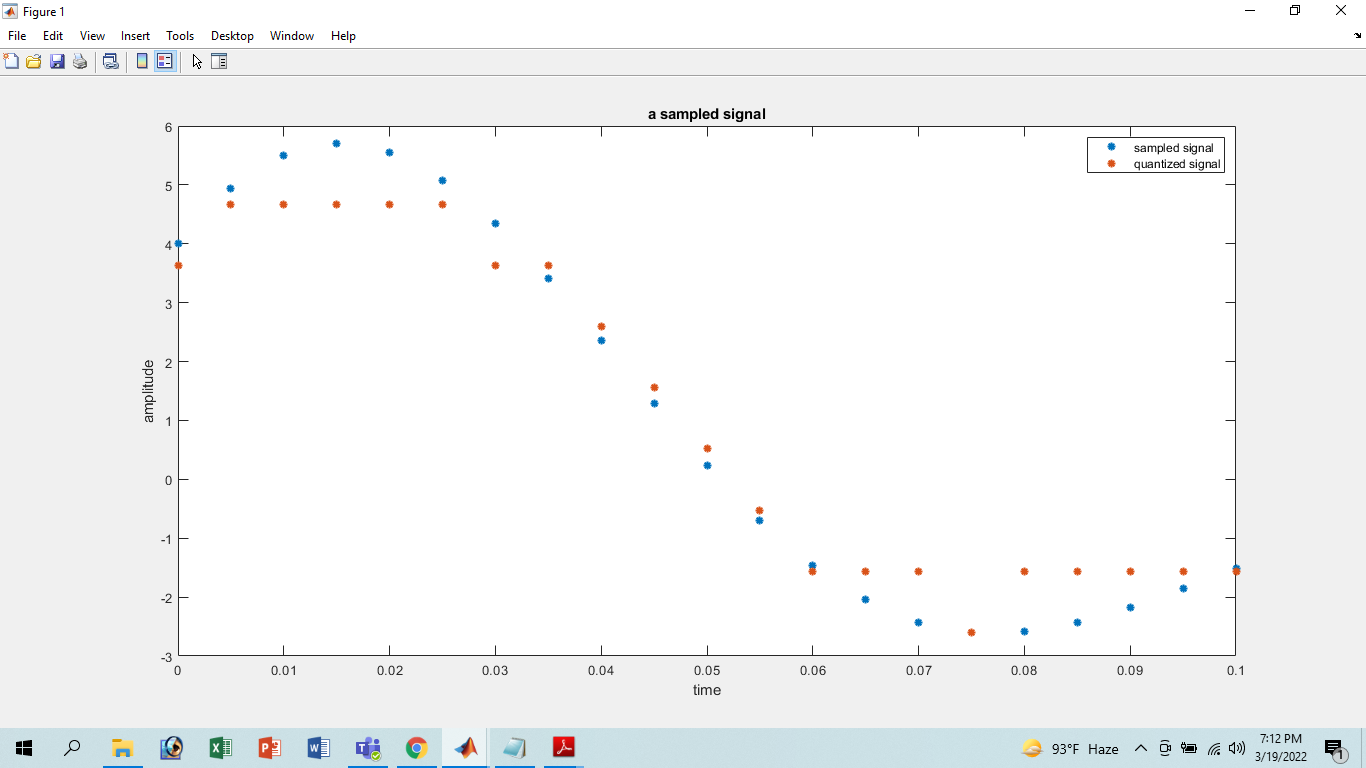 Figure 1
File Edit View Insert Tools Desktop Window Help
a sampled signal
sampled signal
quantized signal
6
5
4
3
2
1
0
-1
-2
-3
amplitude
0 0.01 0.02 0.03 0.04 0.05 0.06 0.07 0.08 0.09 0.1
time
93°F Haze
7:12 PM
3/19/2022
1